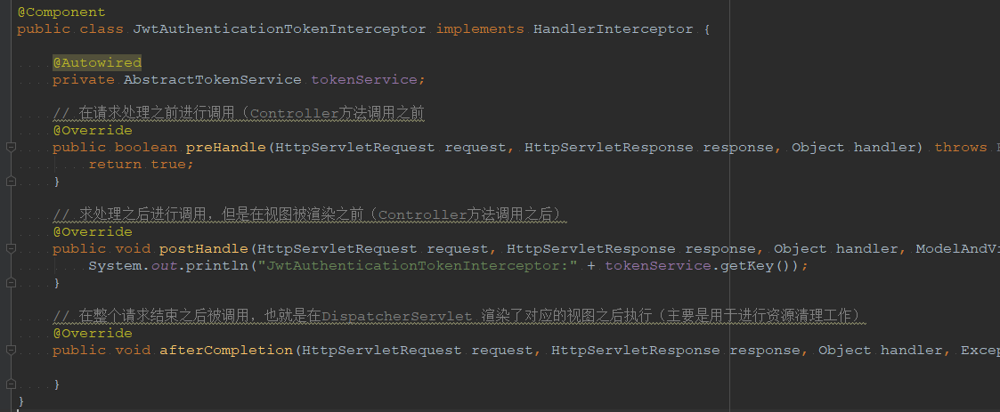 @Component
public class JwtAuthenticationTokenInterceptor implements HandlerInterceptor {
@Autowired
private AbstractTokenService tokenService;
// 在请求处理之前进行调用（Controller方法调用之前
@Override
public boolean preHandle(HttpServletRequest request, HttpServletResponse response, Object handler) throws
return true;
}
// 求处理之后进行调用，但是在视图被渲染之前（Controller方法调用之后）
@Override
public void postHandle(HttpServletRequest request, HttpServletResponse response, Object handler, ModelAndVi
System.out.println("JwtAuthenticationTokenInterceptor:" + tokenService.getKey());
}
// 在整个请求结束之后被调用，也就是在DispatcherServlet 渲染了对应的视图之后执行（主要是用于进行资源清理工作）
@Override
public void afterCompletion(HttpServletRequest request, HttpServletResponse response, Object handler, Excep
}
}